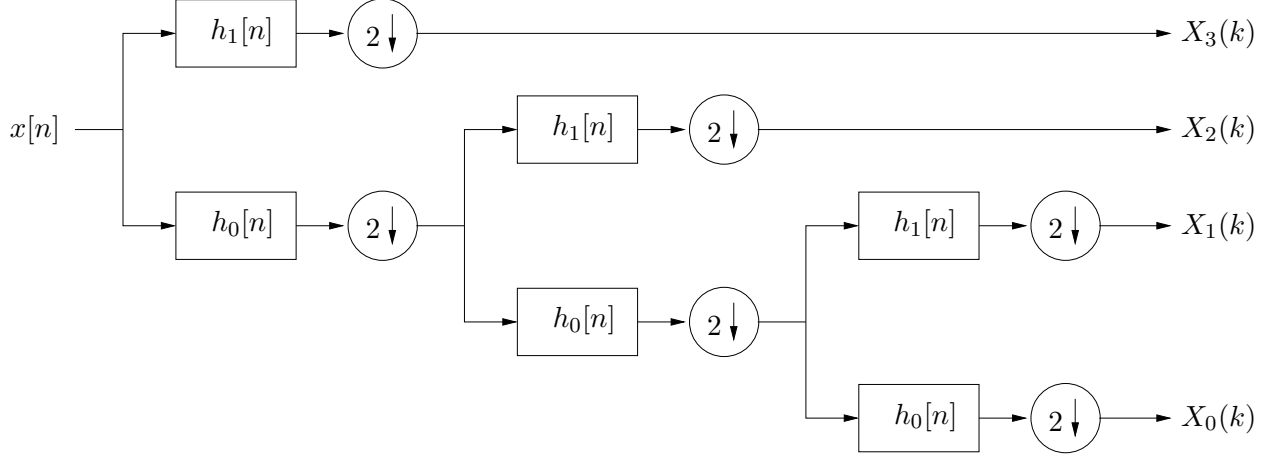 h₁[n] 2↓ X₃(k)
x[n] h₁[n] 2↓ X₂(k)
h₀[n] 2↓ h₁[n] 2↓ X₁(k)
h₀[n] 2↓
h₀[n] 2↓ X₀(k)